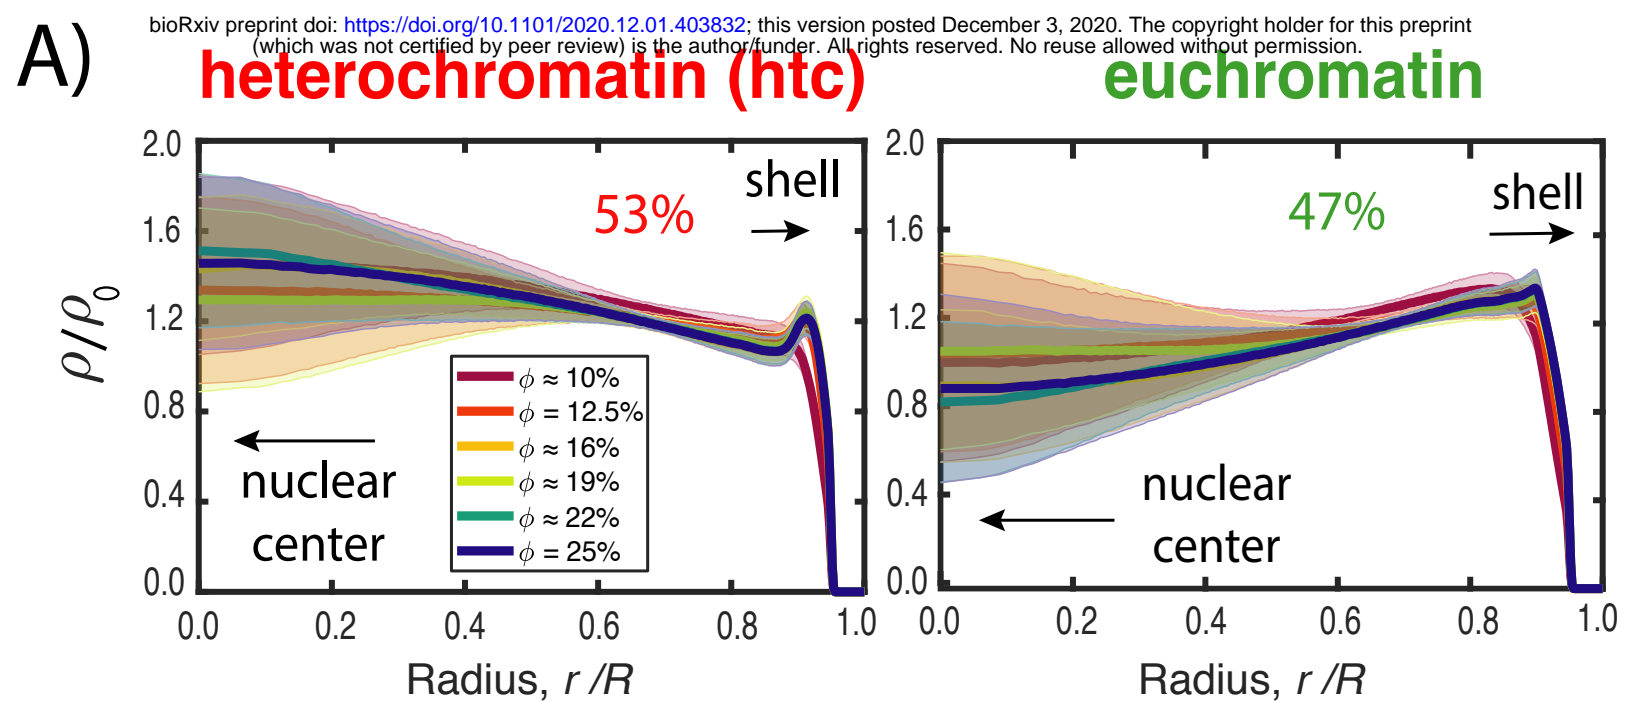 bioRxiv preprint doi: https://doi.org/10.1101/2020.12.01.403832; this version posted December 3, 2020. The copyright holder for this preprint
(which was not certified by peer review) is the author/funder. All rights reserved. No reuse allowed without permission.
A)
heterochromatin (htc)
euchromatin
ρ/ρ0
2.0
1.6
1.2
0.8
0.4
0.0
53%
shell
nuclear
center
ϕ ≈ 10%
ϕ = 12.5%
ϕ ≈ 16%
ϕ ≈ 19%
ϕ ≈ 22%
ϕ = 25%
0.0 0.2 0.4 0.6 0.8 1.0
Radius, r /R
2.0
1.6
1.2
0.8
0.4
0.0
47%
shell
nuclear
center
0.0 0.2 0.4 0.6 0.8 1.0
Radius, r /R